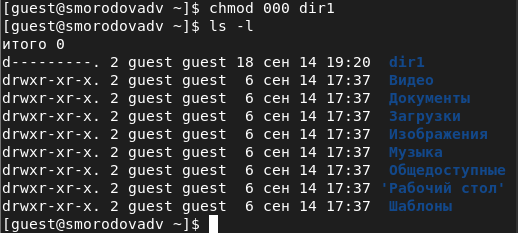 [guest@smorodovadv ~]$ chmod 000 dir1
[guest@smorodovadv ~]$ ls -l
итого 0
d---------. 2 guest guest 18 сен 14 19:20  dir1
drwxr-xr-x. 2 guest guest  6 сен 14 17:37  Видео
drwxr-xr-x. 2 guest guest  6 сен 14 17:37  Документы
drwxr-xr-x. 2 guest guest  6 сен 14 17:37  Загрузки
drwxr-xr-x. 2 guest guest  6 сен 14 17:37  Изображения
drwxr-xr-x. 2 guest guest  6 сен 14 17:37  Музыка
drwxr-xr-x. 2 guest guest  6 сен 14 17:37  Общедоступные
drwxr-xr-x. 2 guest guest  6 сен 14 17:37 'Рабочий стол'
drwxr-xr-x. 2 guest guest  6 сен 14 17:37  Шаблоны
[guest@smorodovadv ~]$